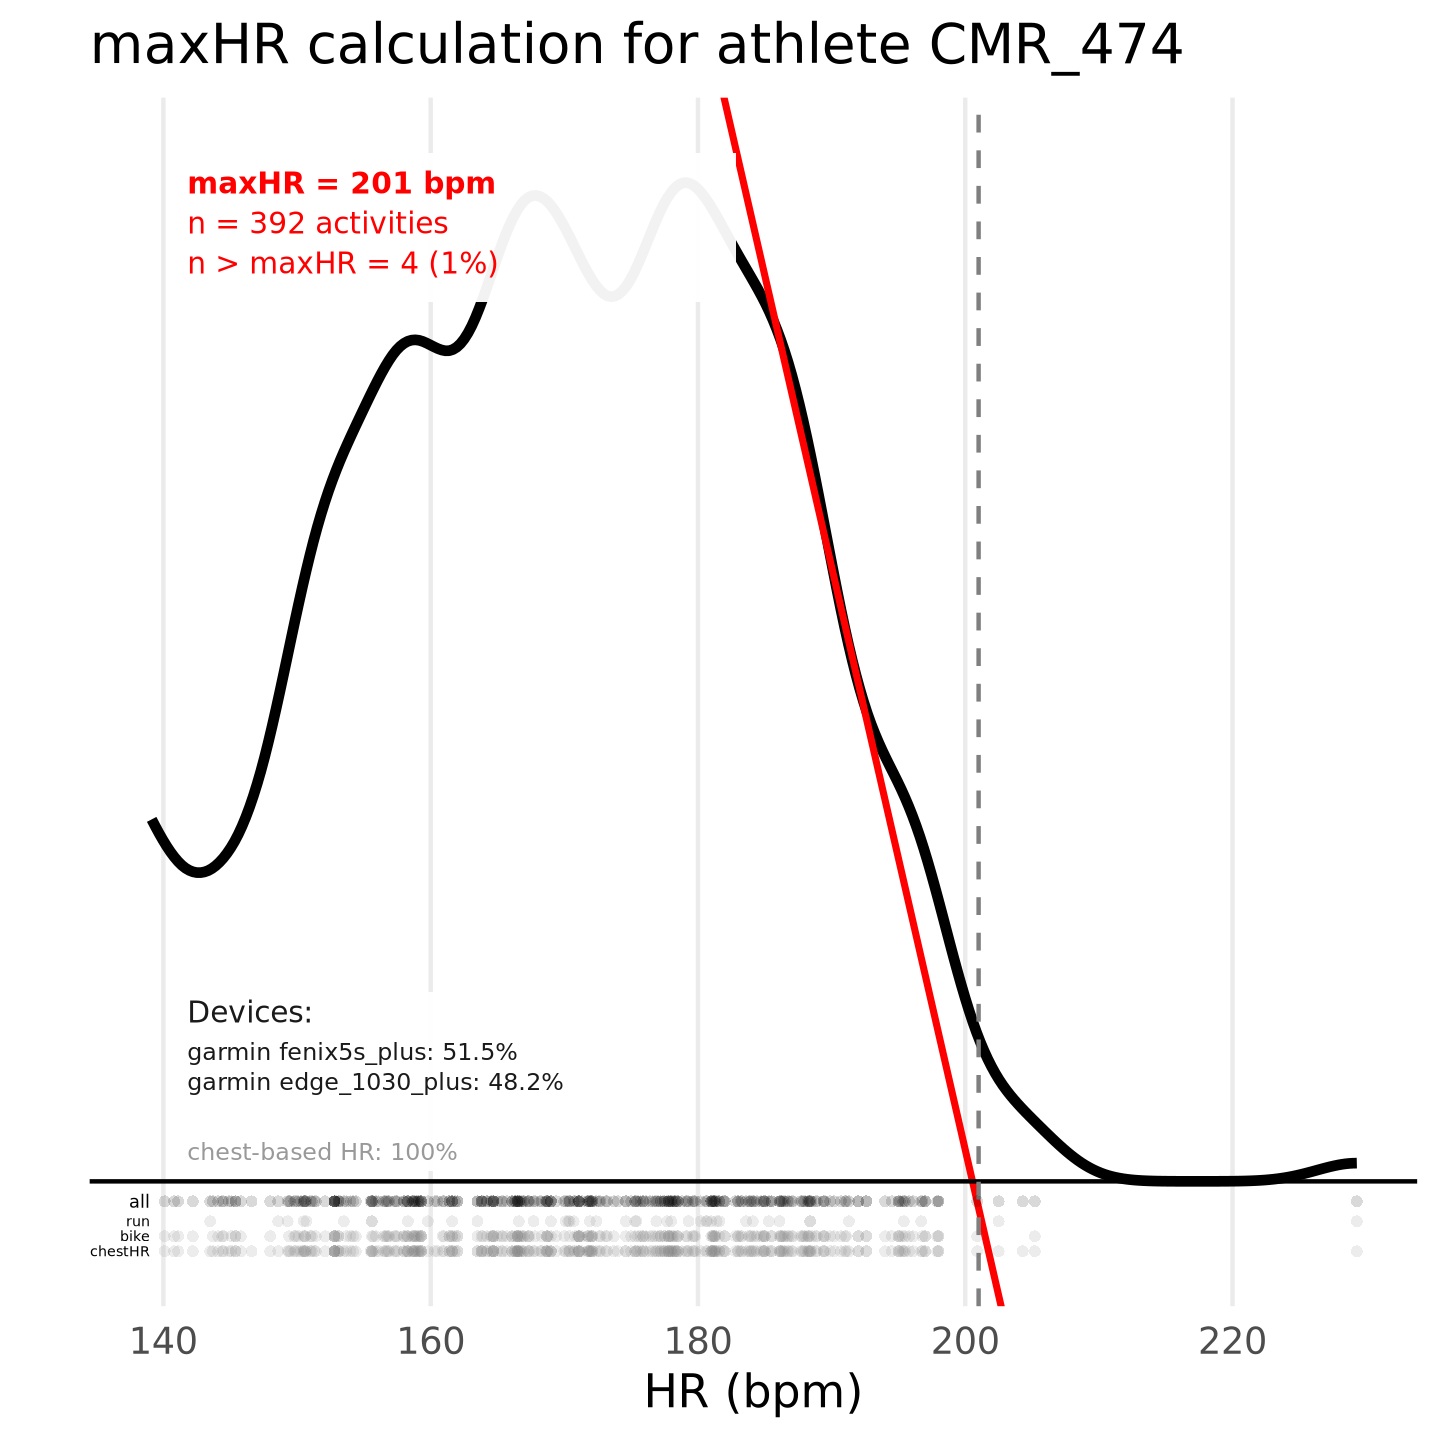 maxHR calculation for athlete CMR_474
maxHR = 201 bpm
n = 392 activities
n > maxHR = 4 (1%)
Devices:
garmin fenix5s_plus: 51.5%
garmin edge_1030_plus: 48.2%
chest-based HR: 100%
all
run
bike
chestHR
140 160 180 200 220
HR (bpm)